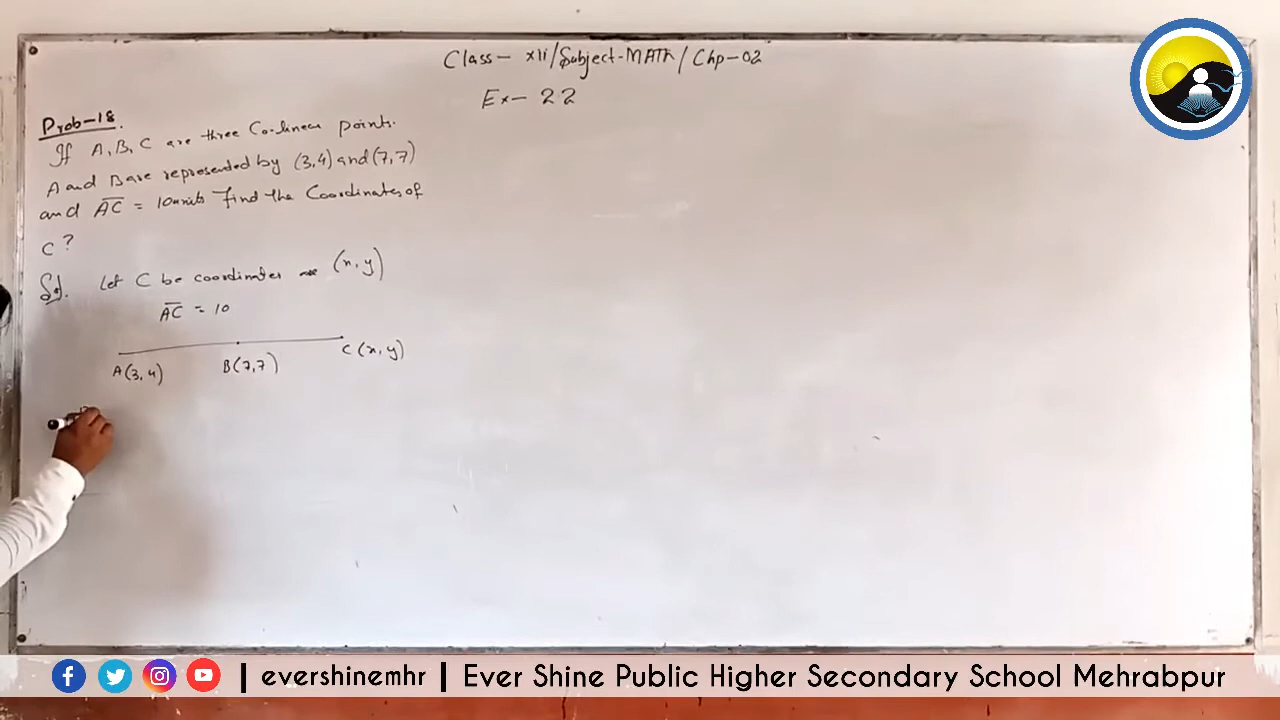 Class - XII/Subject-MATH/Chp-02
Ex - 22
Prob-18.
If A, B, C are three Co-linear points.
A and B are represented by (3,4) and (7,7)
and AC = 10units find the Coordinates of
C?
Sol. Let C be coordinates are (x, y)
AC = 10
A(3,4) B(7,7) C(x, y)
| evershinemhr | Ever Shine Public Higher Secondary School Mehrabpur